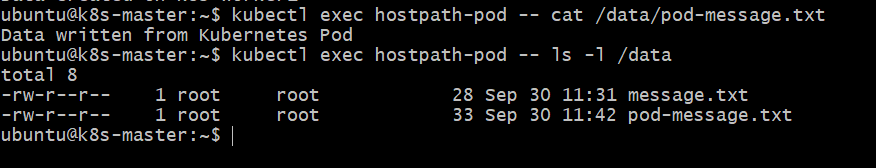 ubuntu@k8s-master:~$ kubectl exec hostpath-pod -- cat /data/pod-message.txt
Data written from Kubernetes Pod
ubuntu@k8s-master:~$ kubectl exec hostpath-pod -- ls -l /data
total 8
-rw-r--r--    1 root     root            28 Sep 30 11:31 message.txt
-rw-r--r--    1 root     root            33 Sep 30 11:42 pod-message.txt
ubuntu@k8s-master:~$